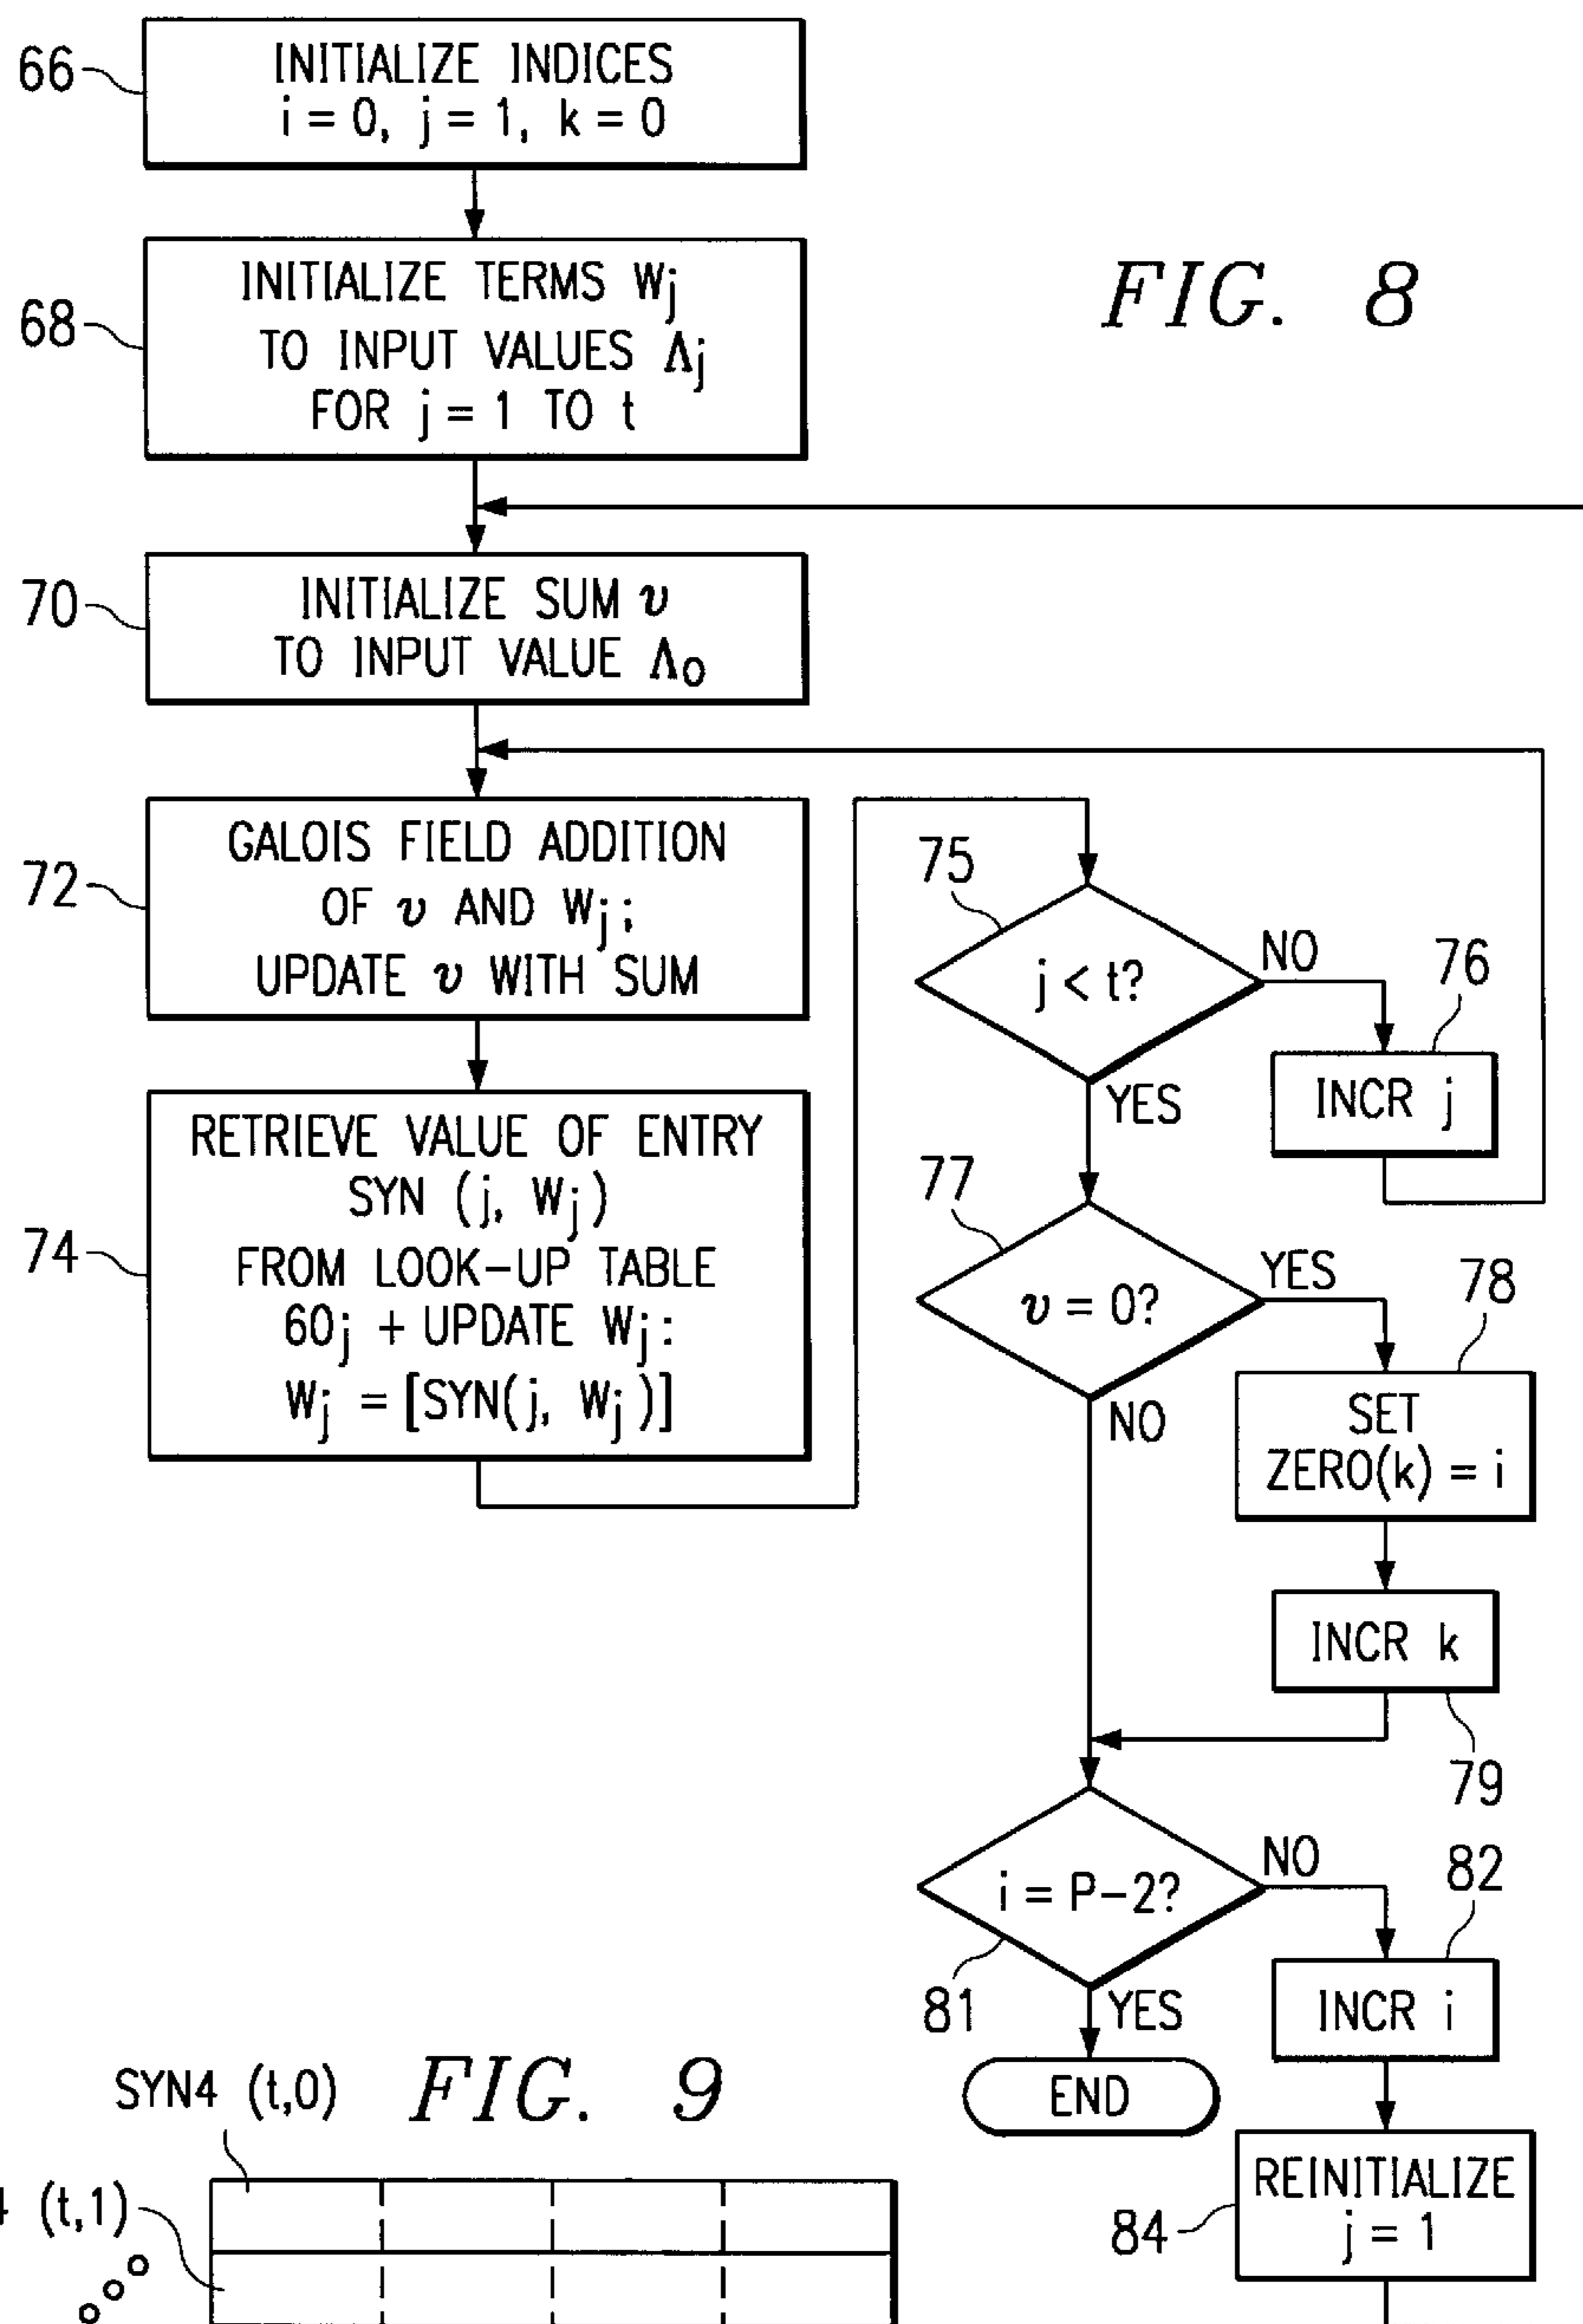 66
INITIALIZE INDICES
i = 0, j = 1, k = 0
68
INITIALIZE TERMS Wj
TO INPUT VALUES Λj
FOR j = 1 TO t
FIG. 8
70
INITIALIZE SUM υ
TO INPUT VALUE Λ0
72
GALOIS FIELD ADDITION
OF υ AND Wj;
UPDATE υ WITH SUM
74
RETRIEVE VALUE OF ENTRY
SYN (j, Wj)
FROM LOOK-UP TABLE
60j + UPDATE Wj:
Wj = [SYN(j, Wj)]
75
j < t?
NO
YES
76
INCR j
77
υ = 0?
YES
NO
78
SET
ZERO(k) = i
INCR k
79
i = P-2?
NO
YES
81
82
INCR i
END
84
REINITIALIZE
j = 1
FIG. 9
SYN4 (t,0)
(t,1)